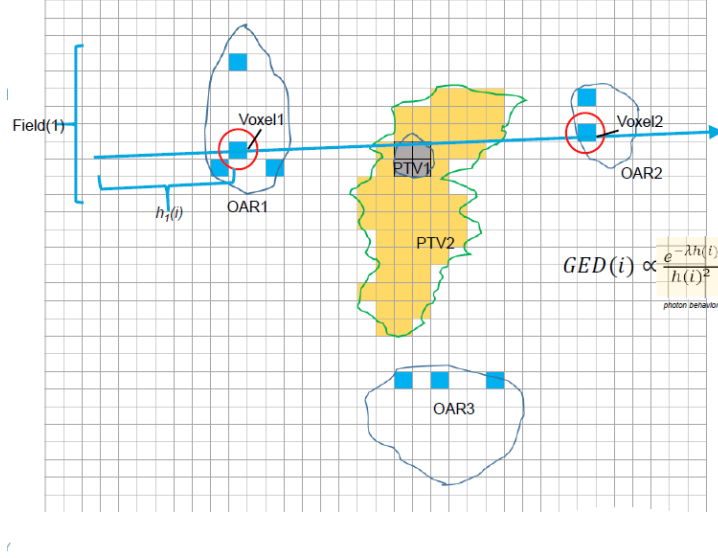 Field(1)
Voxel1
Voxel2
PTV1
OAR2
h₁(i)
OAR1
PTV2
GED(i) ∝ e^{-λh(i)} / h(i)²
photon behavior
OAR3